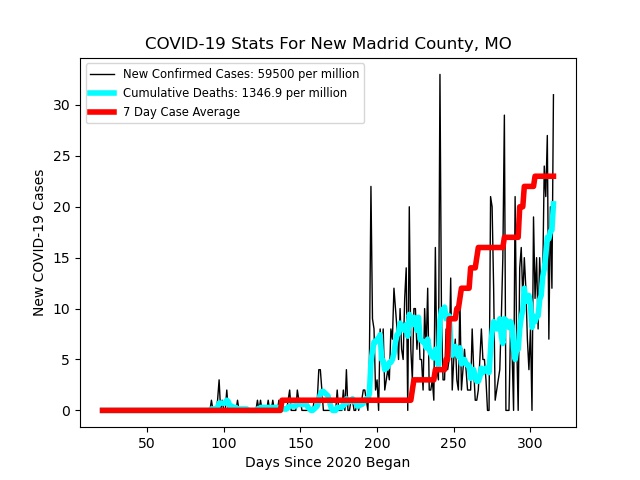 COVID-19 Stats For New Madrid County, MO
New Confirmed Cases: 59500 per million
Cumulative Deaths: 1346.9 per million
7 Day Case Average
New COVID-19 Cases
30
25
20
15
10
5
0
50 100 150 200 250 300
Days Since 2020 Began